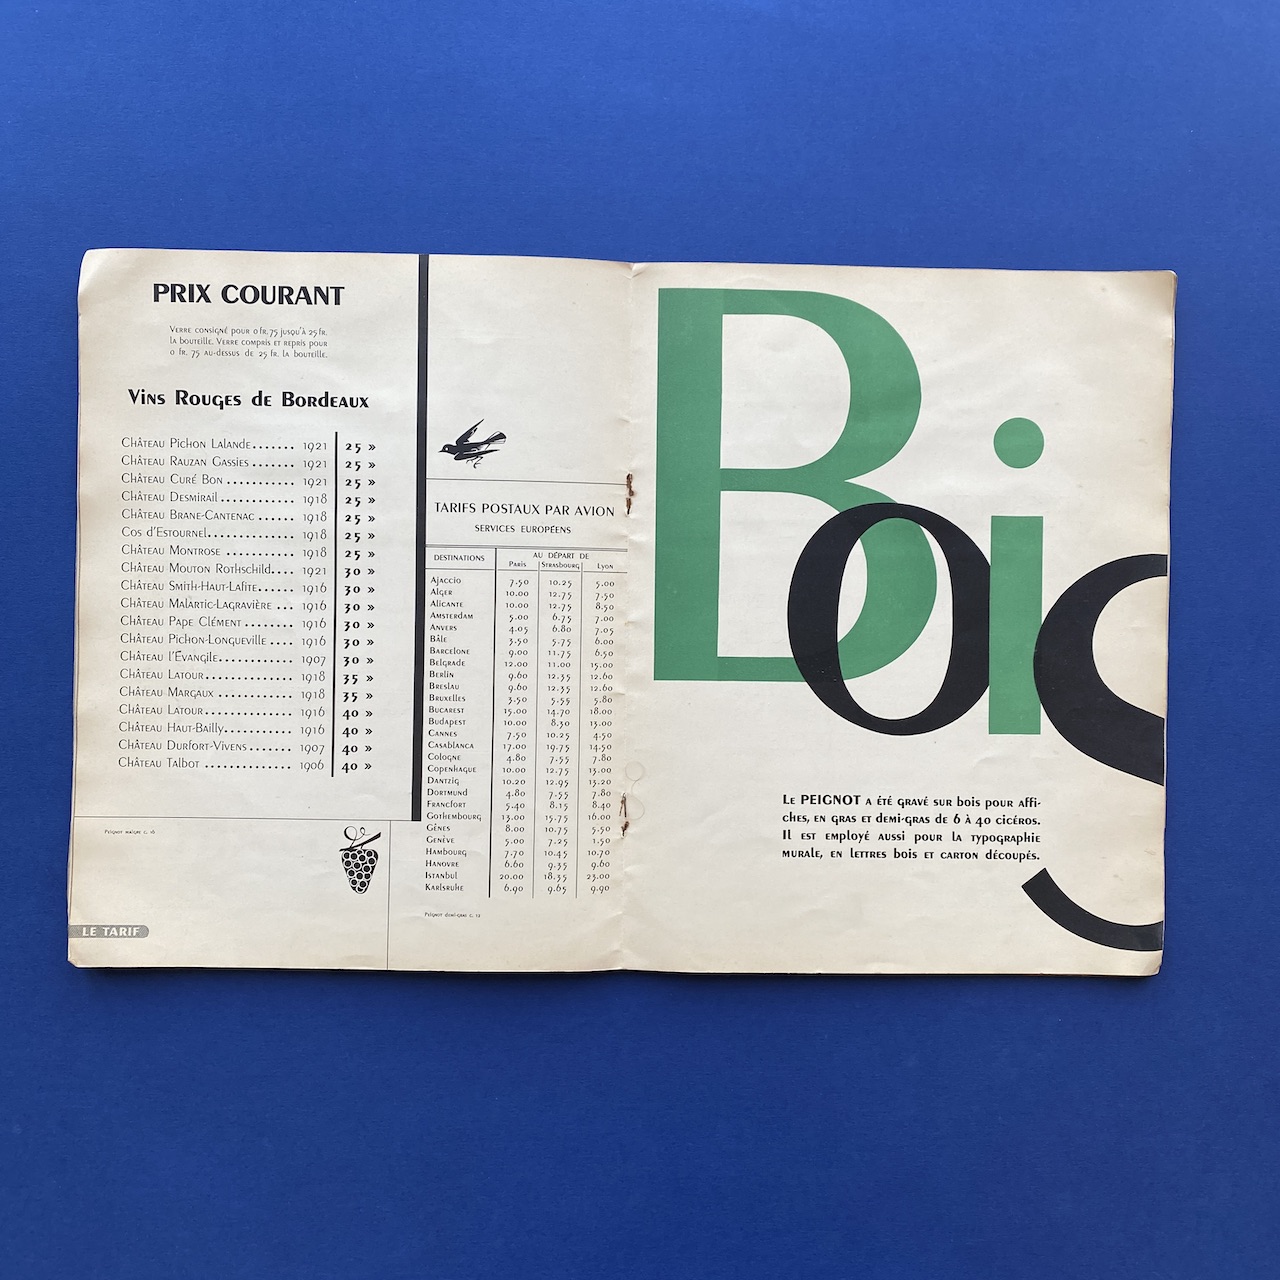 PRIX COURANT
Verre consigné pour 0 fr. 75 jusqu'à 25 fr.
la bouteille. Verre compris et repris pour
0 fr. 75 au-dessus de 25 fr. la bouteille.
Vins Rouges de Bordeaux
Château Pichon Lalande....... 1921 25 »
Château Rauzan Gassies ....... 1921 25 »
Château Curé Bon ........... 1921 25 »
Château Desmirail ............ 1918 25 »
Château Brane-Cantenac ...... 1918 25 »
Cos d'Estournel.............. 1918 25 »
Château Montrose ........... 1918 25 »
Château Mouton Rothschild.... 1921 30 »
Château Smith-Haut-Lafite..... 1916 30 »
Château Malartic-Lagravière ... 1916 30 »
Château Pape Clément ........ 1916 30 »
Château Pichon-Longueville .... 1916 30 »
Château l'Évangile............ 1907 30 »
Château Latour.............. 1918 35 »
Château Margaux ............ 1918 35 »
Château Latour.............. 1916 40 »
Château Haut-Bailly........... 1916 40 »
Château Durfort-Vivens ....... 1907 40 »
Château Talbot .............. 1906 40 »
Peignot maigre c. 16
LE TARIF
TARIFS POSTAUX PAR AVION
SERVICES EUROPÉENS
DESTINATIONS AU DÉPART DE
Paris Strasbourg Lyon
Ajaccio 7.50 10.25 5.00
Alger 10.00 12.75 7.50
Alicante 10.00 12.75 8.50
Amsterdam 5.00 6.75 7.00
Anvers 4.05 6.80 7.05
Bâle 3.50 5.75 6.00
Barcelone 9.00 11.75 6.50
Belgrade 12.00 11.00 15.00
Berlin 9.60 12.35 12.60
Breslau 9.60 12.35 12.60
Bruxelles 3.50 5.55 5.80
Bucarest 15.00 14.70 18.00
Budapest 10.00 8.30 13.00
Cannes 7.50 10.25 4.50
Casablanca 17.00 19.75 14.50
Cologne 4.80 7.55 7.80
Copenhague 10.00 12.75 13.00
Dantzig 10.20 12.95 13.20
Dortmund 4.80 7.55 7.80
Francfort 5.40 8.15 8.40
Gothembourg 13.00 15.75 16.00
Gênes 8.00 10.75 5.50
Genève 5.00 7.25 1.50
Hambourg 7.70 10.45 10.70
Hanovre 6.60 9.35 9.60
Istanbul 20.00 18.35 23.00
Karlsruhe 6.90 9.65 9.90
Peignot demi-gras c. 12
Bois
os
Le PEIGNOT a été gravé sur bois pour affi-
ches, en gras et demi-gras de 6 à 40 cicéros.
Il est employé aussi pour la typographie
murale, en lettres bois et carton découpés.